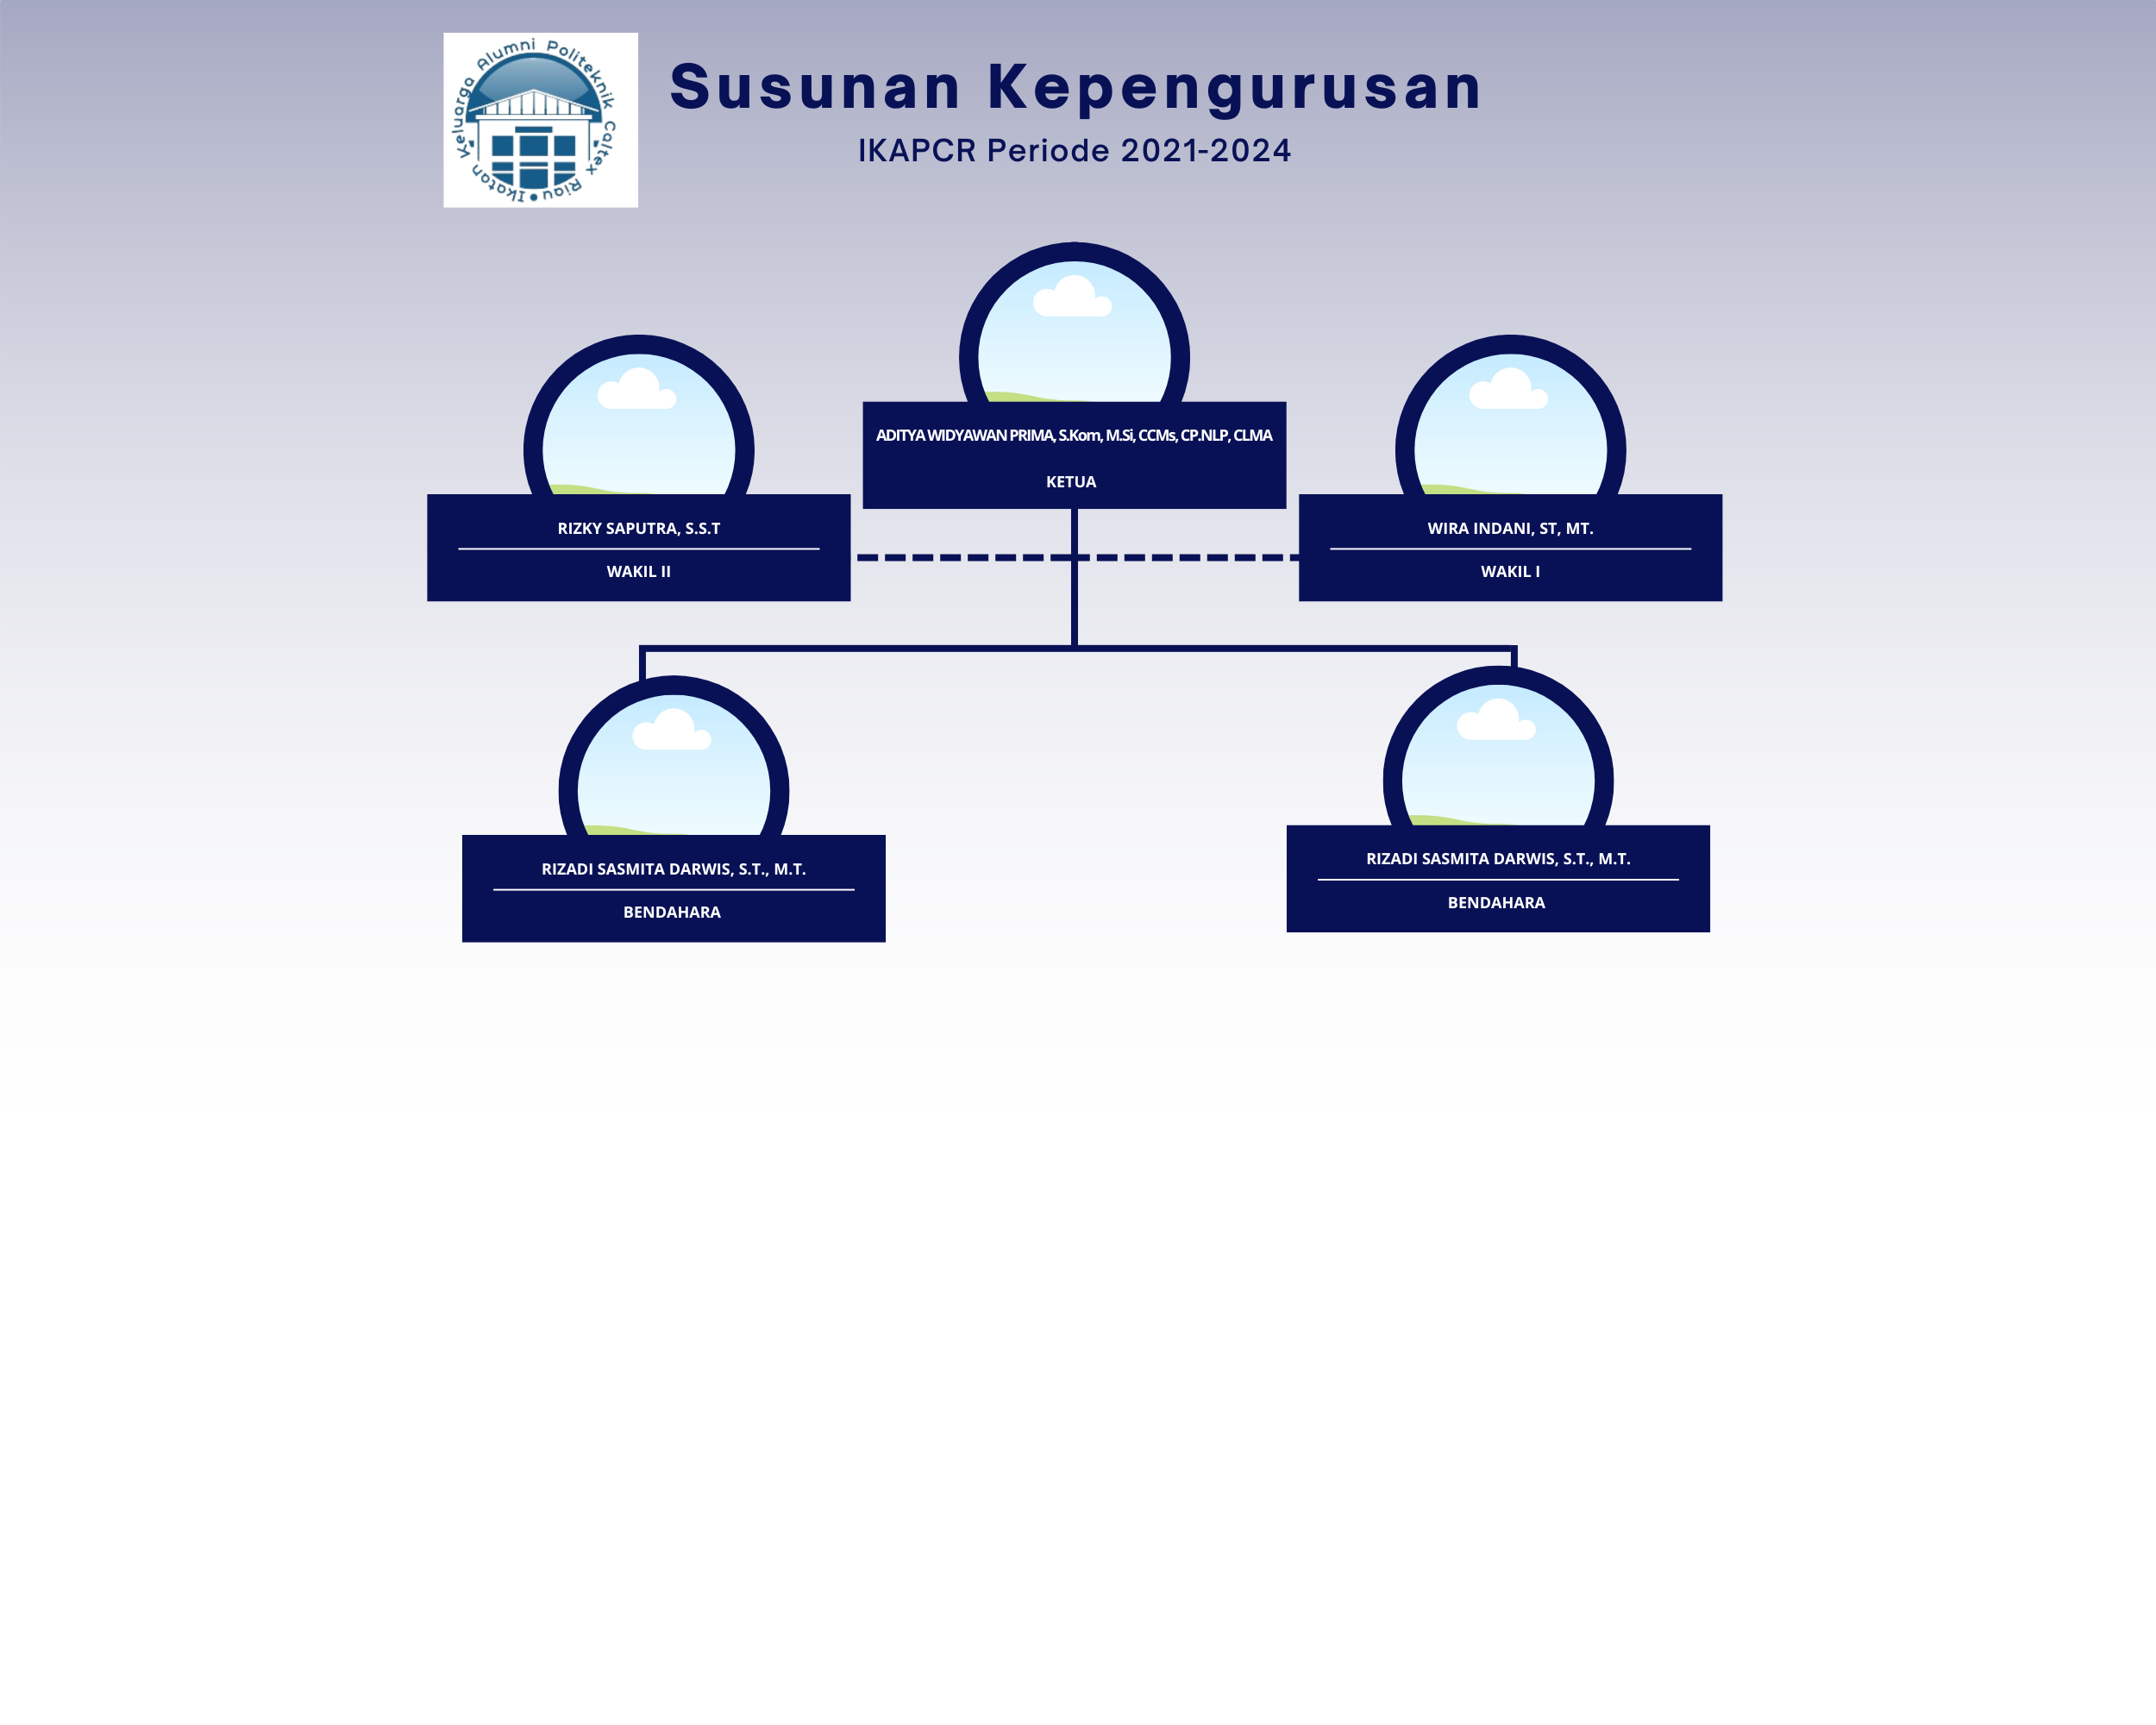 Ikatan Keluarga Alumni Politeknik Caltex Riau
Susunan Kepengurusan
IKAPCR Periode 2021-2024
ADITYA WIDYAWAN PRIMA, S.Kom, M.Si, CCMs, CP.NLP, CLMA
KETUA
RIZKY SAPUTRA, S.S.T
WAKIL II
WIRA INDANI, ST, MT.
WAKIL I
RIZADI SASMITA DARWIS, S.T., M.T.
BENDAHARA
RIZADI SASMITA DARWIS, S.T., M.T.
BENDAHARA